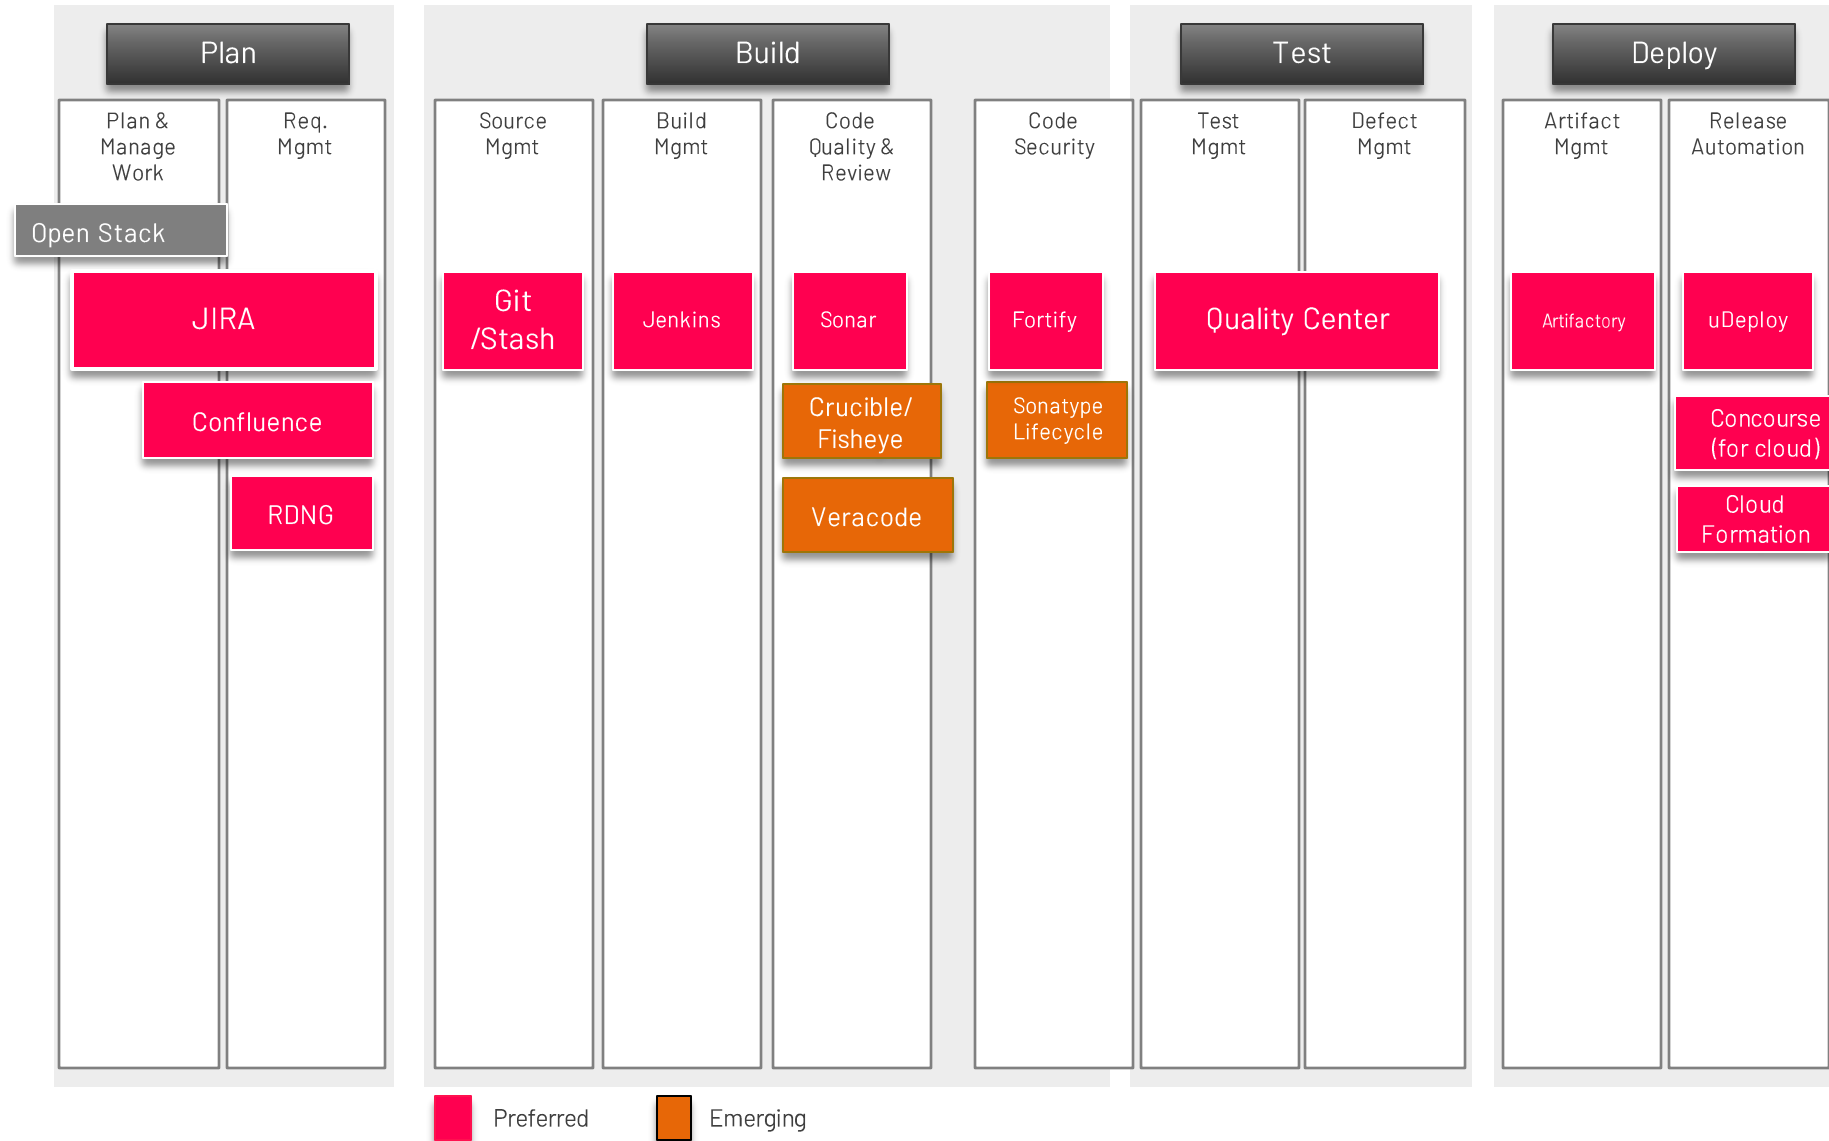 Plan
Build
Test
Deploy
Plan &
Manage
Work
Req.
Mgmt
Source
Mgmt
Build
Mgmt
Code
Quality &
Review
Code
Security
Test
Mgmt
Defect
Mgmt
Artifact
Mgmt
Release
Automation
Open Stack
JIRA
Git
/Stash
Jenkins
Sonar
Fortify
Quality Center
Artifactory
uDeploy
Confluence
Crucible/
Fisheye
Sonatype
Lifecycle
Concourse
(for cloud)
RDNG
Veracode
Cloud
Formation
Preferred
Emerging